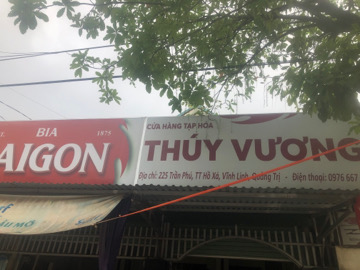 BIA 1875
AIGON
CỬA HÀNG TẠP HÓA
THÚY VƯƠNG
Địa chỉ: 225 Trần Phú, TT Hồ Xá, Vĩnh Linh, Quảng Trị - Điện thoại: 0976 667